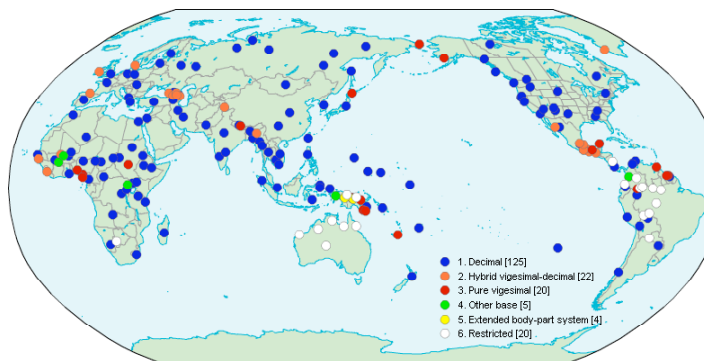 1. Decimal [125]
2. Hybrid vigesimal-decimal [22]
3. Pure vigesimal [20]
4. Other base [5]
5. Extended body-part system [4]
6. Restricted [20]